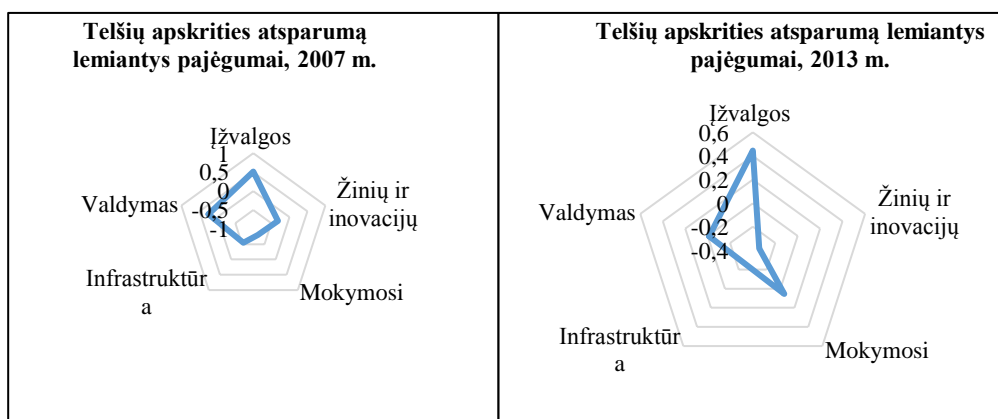 Telšių apskrities atsparumą
lemiantys pajėgumai, 2007 m.
Įžvalgos
1
0,5
0
-0,5
-1
Žinių ir
inovacijų
Mokymosi
Infrastruktūr
a
Valdymas
Telšių apskrities atsparumą lemiantys
pajėgumai, 2013 m.
Įžvalgos
0,6
0,4
0,2
0
-0,2
-0,4
Žinių ir
inovacijų
Mokymosi
Infrastruktūr
a
Valdymas